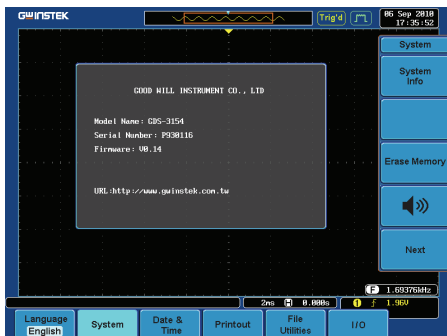 GWINSTEK
Trig'd
06 Sep 2010
17:35:52
System
System
Info
GOOD WILL INSTRUMENT CO., LTD
Model Name: GDS-3154
Serial Number: P930116
Firmware: V0.14
URL:http://www.gwinstek.com.tw
Erase Memory
Next
F 1.69376kHz
2ms H 0.000s
1 f 1.96V
Language
English
System
Date &
Time
Printout
File
Utilities
I/O